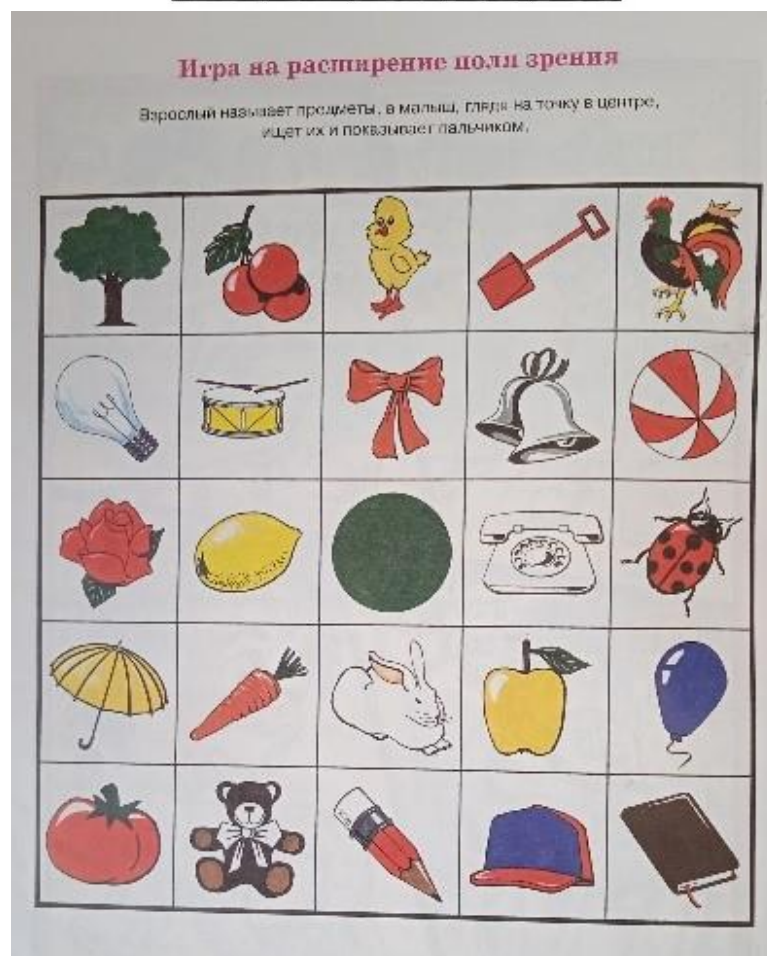 Игра на расширение поля зрения
Взрослый называет предметы, а малыш, глядя на точку в центре,
ищет их и показывает пальчиком.